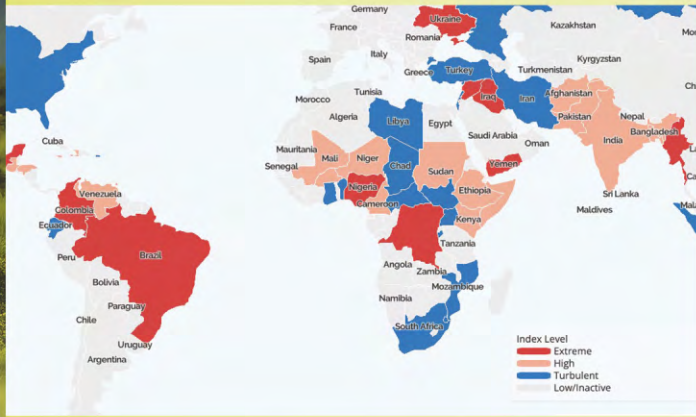 Germany
Ukraine
Kazakhstan
France
Romania
Italy
Kyrgyzstan
Spain
Greece
Turkey
Turkmenistan
Tunisia
Afghanistan
Morocco
Iraq
Iran
Algeria
Libya
Egypt
Pakistan
Nepal
Cuba
Saudi Arabia
Bangladesh
Oman
India
Mauritania
Mali
Niger
Chad
Sudan
Yemen
Senegal
Nigeria
Ethiopia
Venezuela
Cameroon
Sri Lanka
Colombia
Maldives
Kenya
Ecuador
Tanzania
Peru
Brazil
Angola
Zambia
Bolivia
Mozambique
Namibia
Paraguay
Chile
South Africa
Uruguay
Argentina
Index Level
Extreme
High
Turbulent
Low/Inactive